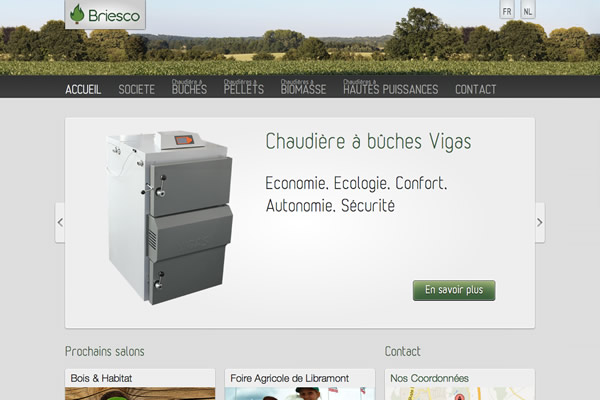 Briesco
FR NL
ACCUEIL SOCIETE Chaudière à BÛCHES Chaudières à PELLETS Chaudières à BIOMASSE Chaudières à HAUTES PUISSANCES CONTACT
Chaudière à bûches Vigas
Economie, Ecologie, Confort,
Autonomie, Sécurité
En savoir plus
Prochains salons Contact
Bois & Habitat Foire Agricole de Libramont Nos Coordonnées